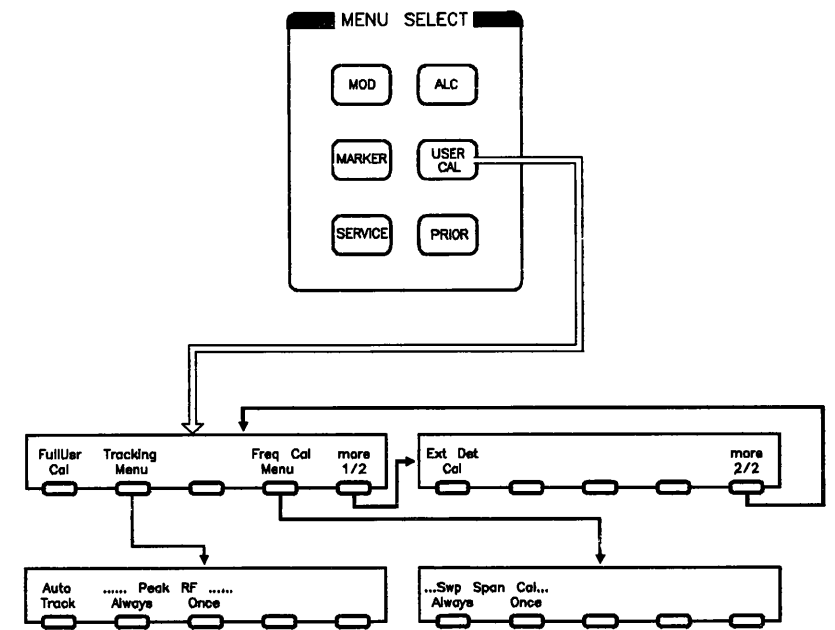 MENU SELECT
MOD ALC
MARKER USER
CAL
SERVICE PRIOR
FullUsr Tracking Freq Cal more
Cal Menu Menu 1/2
Ext Det more
Cal 2/2
Auto ...... Peak RF ......
Track Always Once
...Swp Span Cal...
Always Once